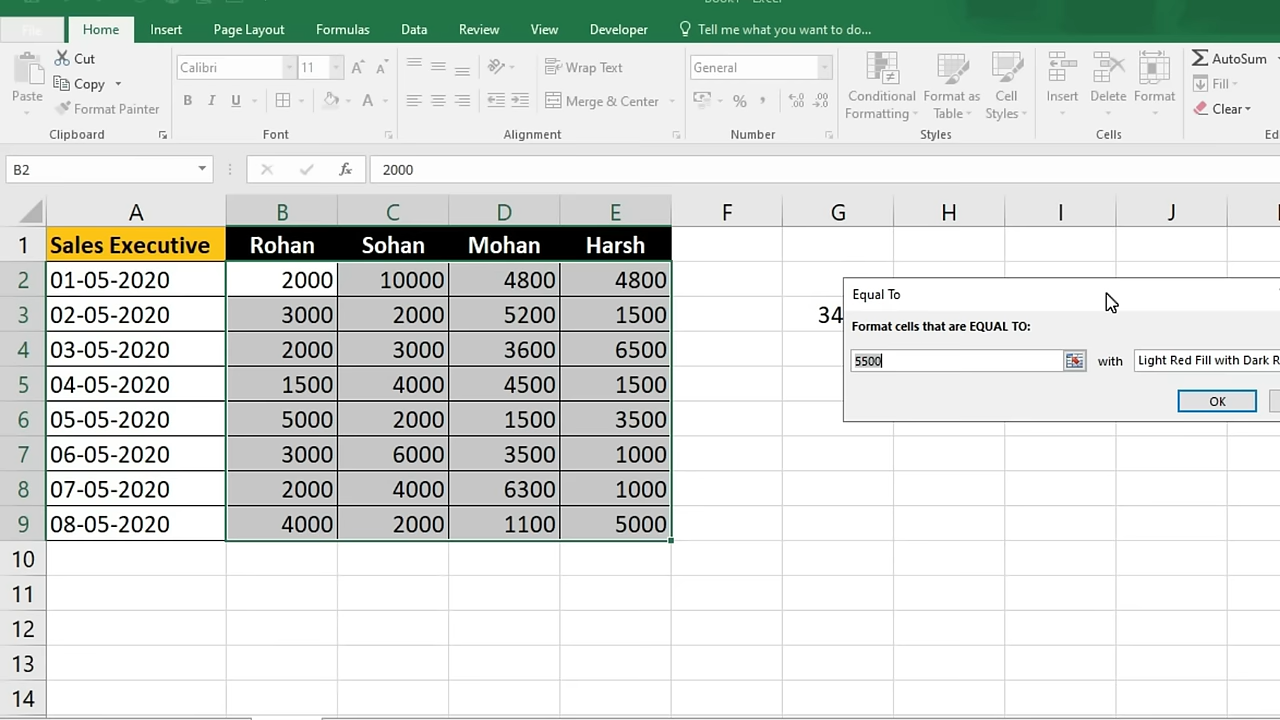 Book1 - Excel
File Home Insert Page Layout Formulas Data Review View Developer Tell me what you want to do...
Paste
Cut
Copy
Format Painter
Clipboard
Calibri 11 A A
B I U A
Font
Wrap Text
Merge & Center
Alignment
General
% ,
Number
Conditional Formatting
Format as Table
Cell Styles
Styles
Insert Delete Format
Cells
AutoSum
Fill
Clear
B2 fx 2000
A B C D E F G H I J
1 Sales Executive Rohan Sohan Mohan Harsh
2 01-05-2020 2000 10000 4800 4800
3 02-05-2020 3000 2000 5200 1500 34
4 03-05-2020 2000 3000 3600 6500
5 04-05-2020 1500 4000 4500 1500
6 05-05-2020 5000 2000 1500 3500
7 06-05-2020 3000 6000 3500 1000
8 07-05-2020 2000 4000 6300 1000
9 08-05-2020 4000 2000 1100 5000
10
11
12
13
14
Equal To
Format cells that are EQUAL TO:
5500 with Light Red Fill with Dark R
OK